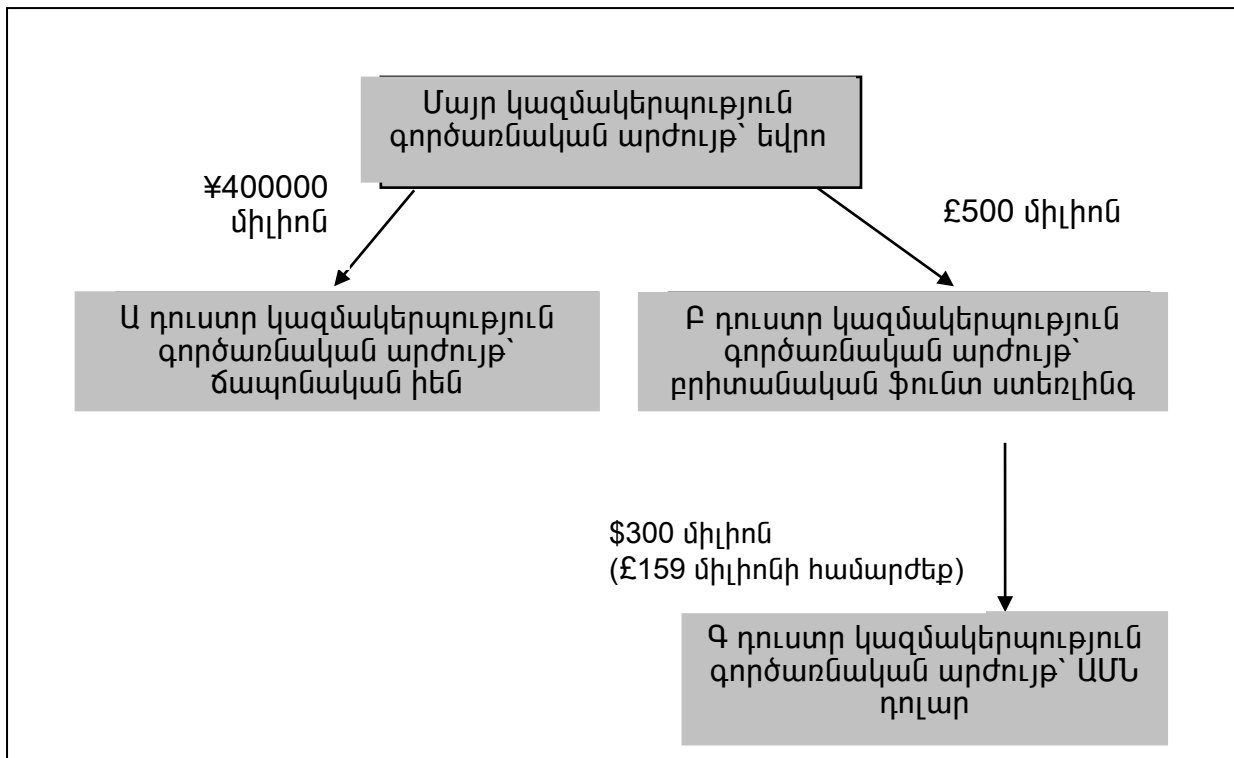 Մայր կազմակերպություն
գործառնական արժույթ` եվրո
¥400000
միլիոն
£500 միլիոն
Ա դուստր կազմակերպություն
գործառնական արժույթ`
ճապոնական իեն
Բ դուստր կազմակերպություն
գործառնական արժույթ`
բրիտանական ֆունտ ստեռլինգ
$300 միլիոն
(£159 միլիոնի համարժեք)
Գ դուստր կազմակերպություն
գործառնական արժույթ` ԱՄՆ
դոլար